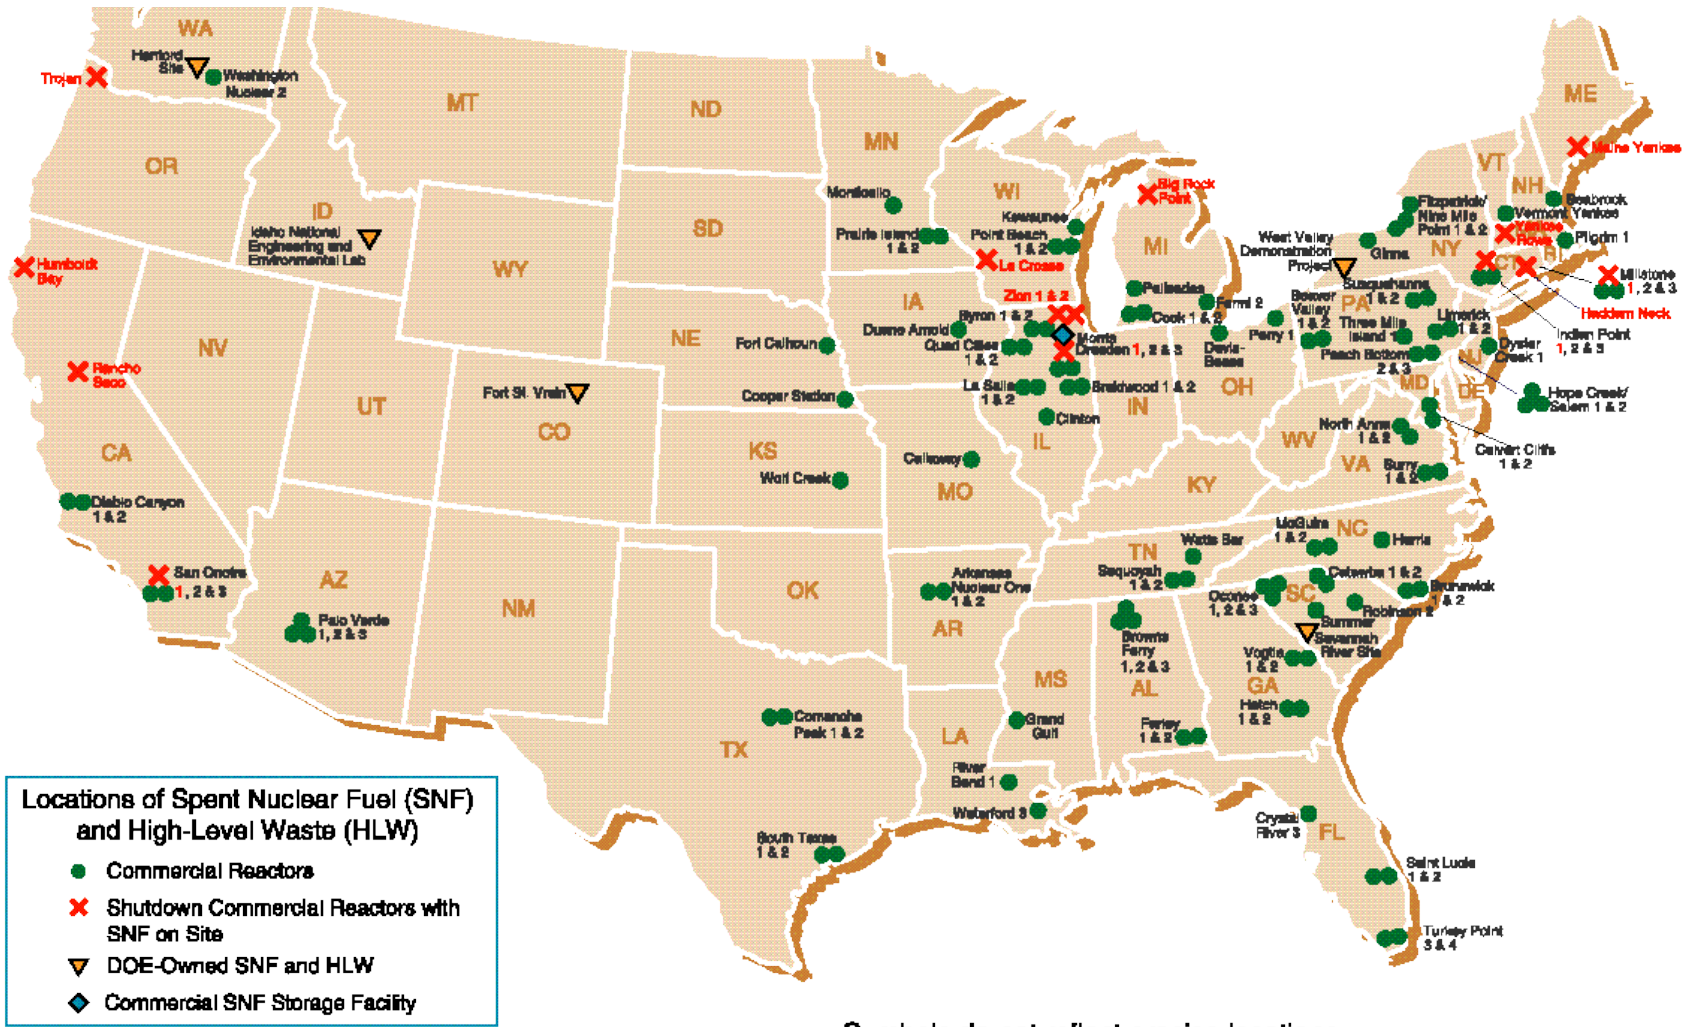 WA
Hanford
Site
Washington
Nuclear 2
Trojan
MT
ND
MN
ME
OR
Maine Yankee
VT
NH
ID
Idaho National
Engineering and
Environmental Lab
Monticello
WI
Big Rock
Point
Kewaunee
Prairie Island
1 & 2
Point Beach
1 & 2
La Crosse
MI
Fitzpatrick/
Nine Mile
Point 1 & 2
Seabrook
Vermont Yankee
Yankee
Rowe
Pilgrim 1
NY
Ginna
West Valley
Demonstration
Project
CT
RI
Millstone
1, 2 & 3
Humboldt
Bay
SD
WY
Zion 1 & 2
Palisades
Fermi 2
Cook 1 & 2
Susquehanna
1 & 2
PA
Beaver
Valley
1 & 2
Haddam Neck
IA
Byron 1 & 2
Duane Arnold
Quad Cities
1 & 2
Morris
Dresden 1, 2 & 3
Perry 1
Davis-
Besse
Three Mile
Island 1
Limerick
1 & 2
Indian Point
1, 2 & 3
Oyster
Creek 1
NJ
Peach Bottom
2 & 3
MD
DE
Hope Creek/
Salem 1 & 2
NV
NE
Fort Calhoun
Rancho
Seco
UT
Fort St. Vrain
CO
Cooper Station
La Salle
1 & 2
Braidwood 1 & 2
Clinton
IN
OH
IL
WV
North Anna
1 & 2
Calvert Cliffs
1 & 2
CA
KS
Wolf Creek
Callaway
MO
KY
VA
Surry
1 & 2
Diablo Canyon
1 & 2
McGuire
1 & 2
NC
Harris
San Onofre
1, 2 & 3
AZ
NM
OK
Arkansas
Nuclear One
1 & 2
AR
TN
Watts Bar
Sequoyah
1 & 2
Catawba 1 & 2
Oconee
1, 2 & 3
SC
Brunswick
1 & 2
Robinson 2
Summer
Savannah
River Site
Palo Verde
1, 2 & 3
Browns
Ferry
1, 2 & 3
Vogtle
1 & 2
MS
AL
GA
Hatch
1 & 2
Comanche
Peak 1 & 2
TX
LA
Grand
Gulf
Farley
1 & 2
River
Bend 1
Waterford 3
South Texas
1 & 2
Crystal
River 3
FL
Saint Lucie
1 & 2
Turkey Point
3 & 4
Locations of Spent Nuclear Fuel (SNF)
and High-Level Waste (HLW)
Commercial Reactors
Shutdown Commercial Reactors with
SNF on Site
DOE-Owned SNF and HLW
Commercial SNF Storage Facility